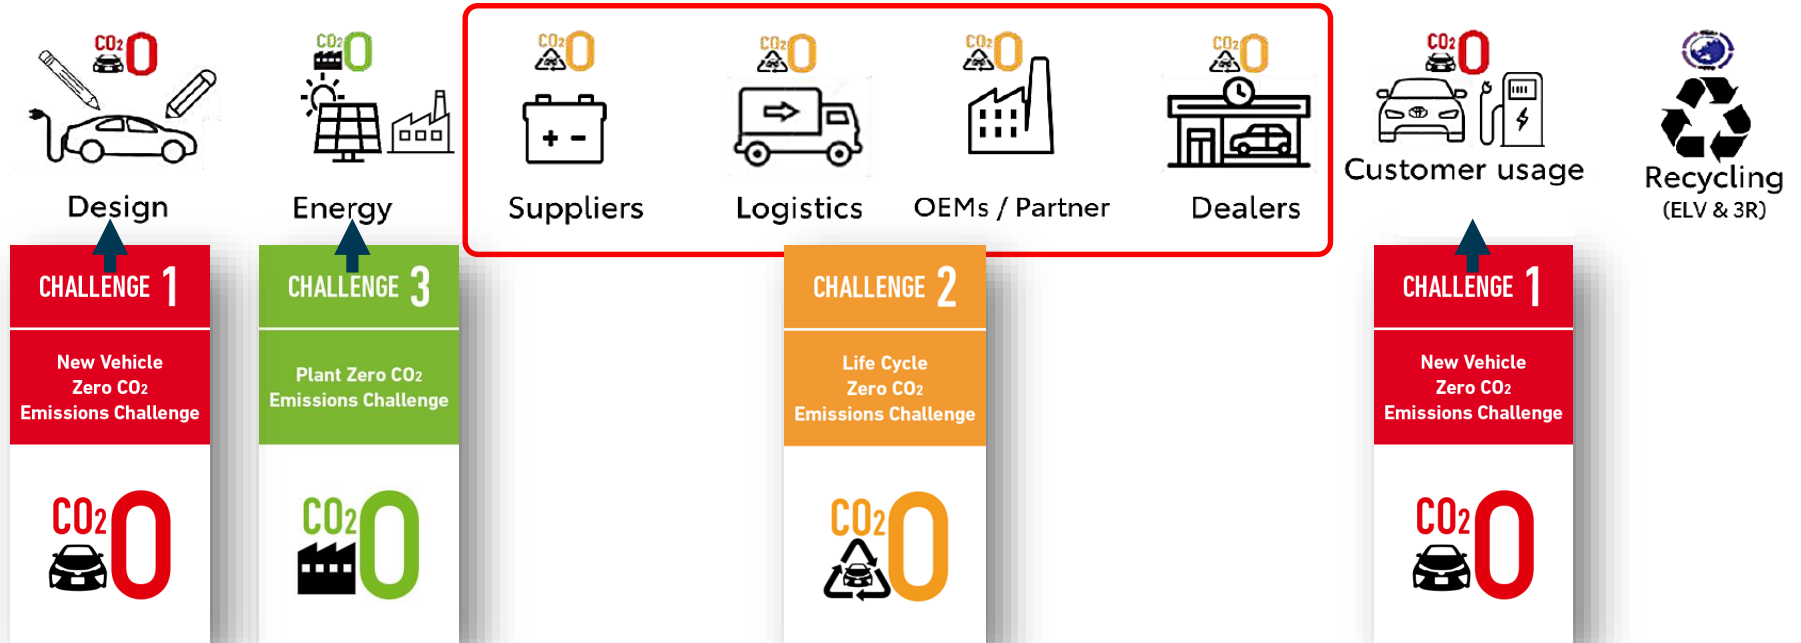 CO2 0
CO2 0
CO2 0
CO2 0
CO2 0
CO2 0
CO2 0
+ -
Design
Energy
Suppliers
Logistics
OEMs / Partner
Dealers
Customer usage
Recycling
(ELV & 3R)
CHALLENGE 1
New Vehicle
Zero CO2
Emissions Challenge
CO2 0
CHALLENGE 3
Plant Zero CO2
Emissions Challenge
CO2 0
CHALLENGE 2
Life Cycle
Zero CO2
Emissions Challenge
CO2 0
CHALLENGE 1
New Vehicle
Zero CO2
Emissions Challenge
CO2 0